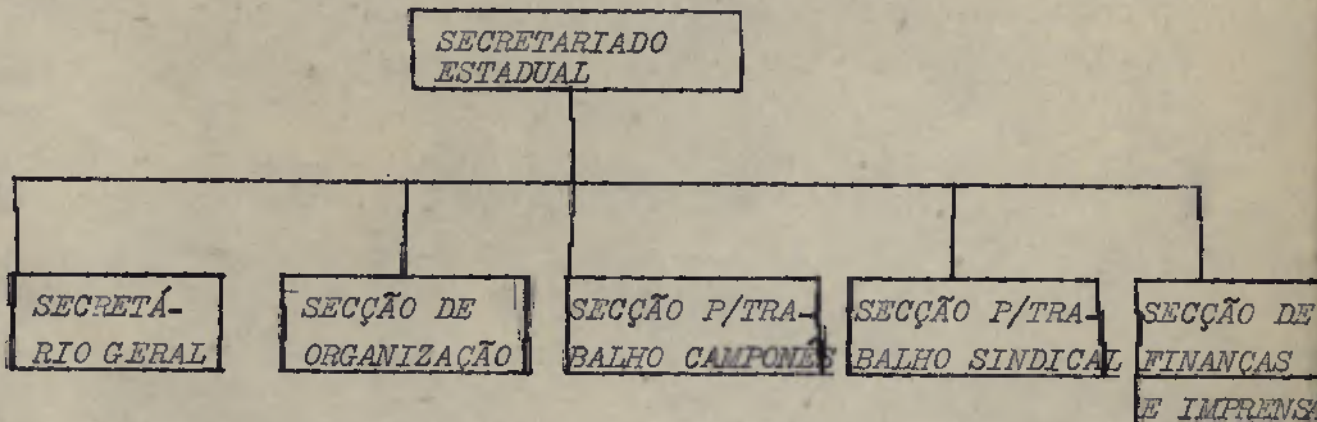 SECRETARIADO
ESTADUAL
SECRETÁ-
RIO GERAL
SECÇÃO DE
ORGANIZAÇÃO
SECÇÃO P/TRA-
BALHO CAMPONÊS
SECÇÃO P/TRA-
BALHO SINDICAL
SECÇÃO DE
FINANÇAS
E IMPRENSA